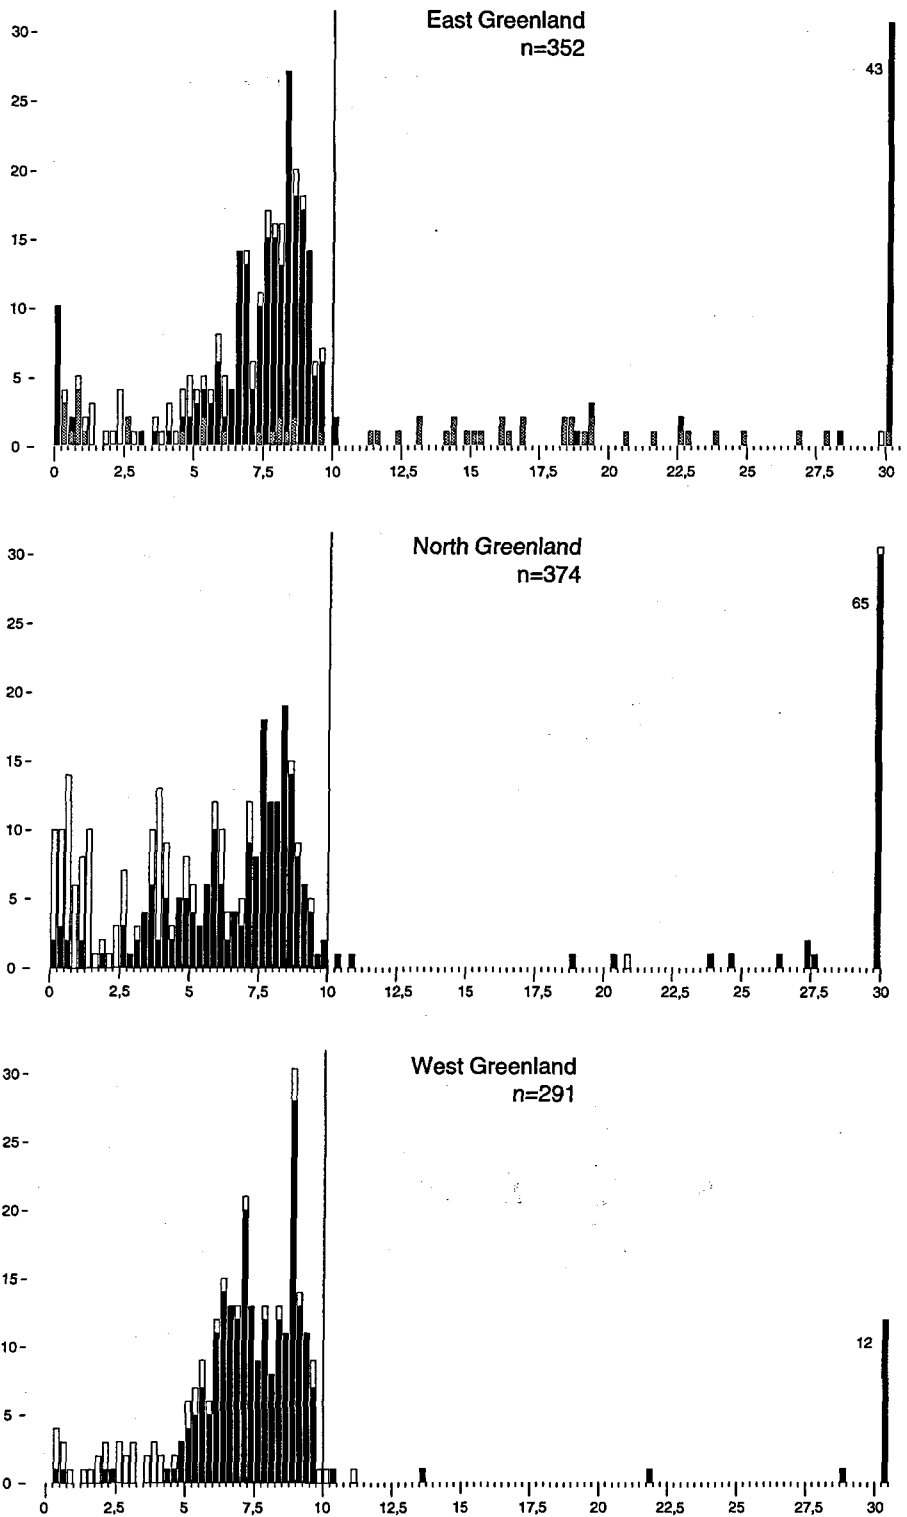 East Greenland
n=352
30-
43
25-
20-
15-
10-
5-
0-
0 2,5 5 7,5 10 12,5 15 17,5 20 22,5 25 27,5 30
North Greenland
n=374
30-
65
25-
20-
15-
10-
5-
0-
0 2,5 5 7,5 10 12,5 15 17,5 20 22,5 25 27,5 30
West Greenland
n=291
30-
25-
20-
15-
10-
12
5-
0-
0 2,5 5 7,5 10 12,5 15 17,5 20 22,5 25 27,5 30